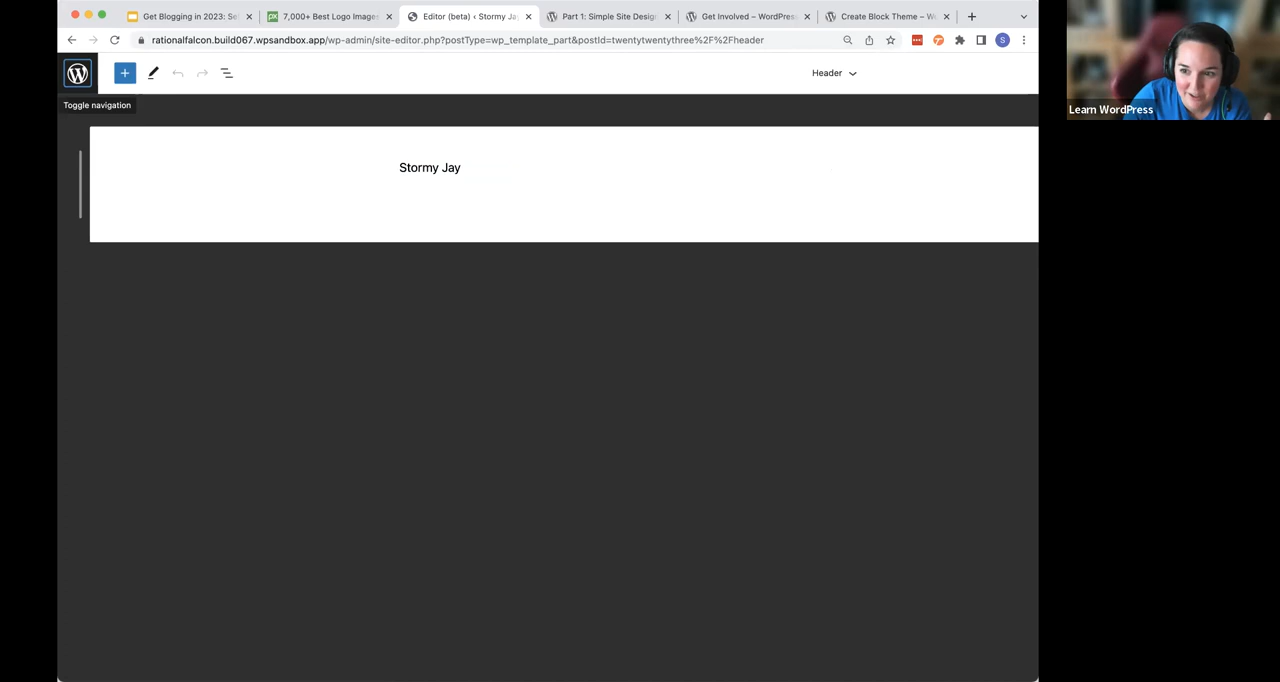 Get Blogging in 2023: Se
7,000+ Best Logo Images
Editor (beta) ‹ Stormy Ja
Part 1: Simple Site Desig
Get Involved – WordPress
Create Block Theme – W
rationalfalcon.build067.wpsandbox.app/wp-admin/site-editor.php?postType=wp_template_part&postId=twentytwentythree%2F%2Fheader
S
Header
Toggle navigation
Stormy Jay
Learn WordPress